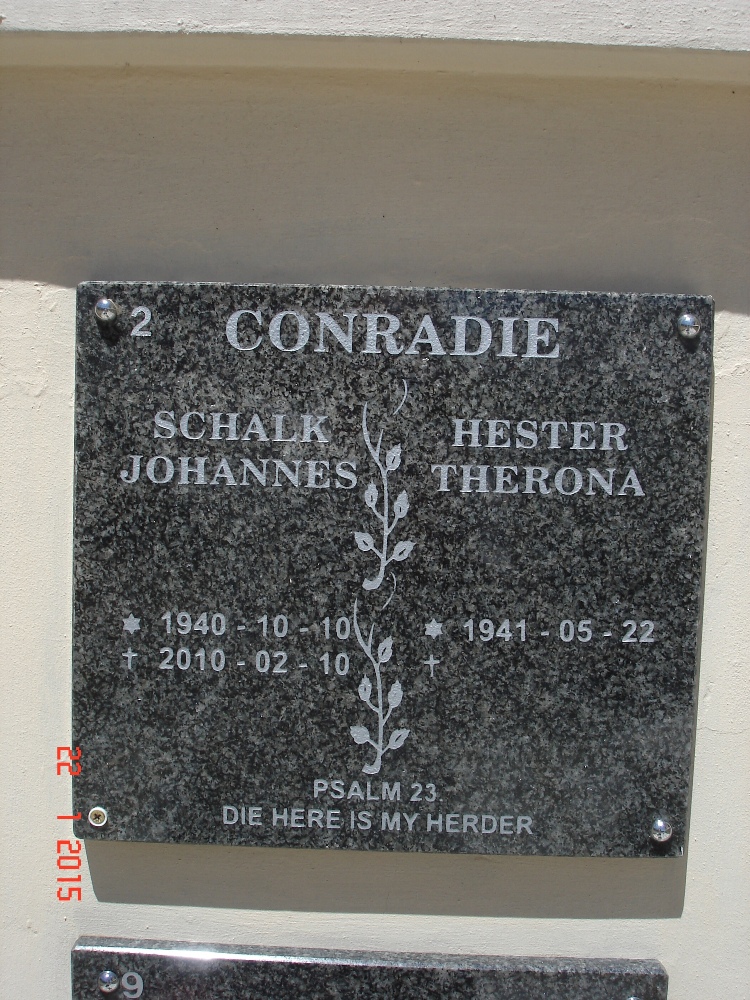 2 CONRADIE
SCHALK
JOHANNES
HESTER
THERONA
1940 - 10 - 10
† 2010 - 02 - 10
1941 - 05 - 22
†
PSALM 23
DIE HERE IS MY HERDER
22 1 2015
9